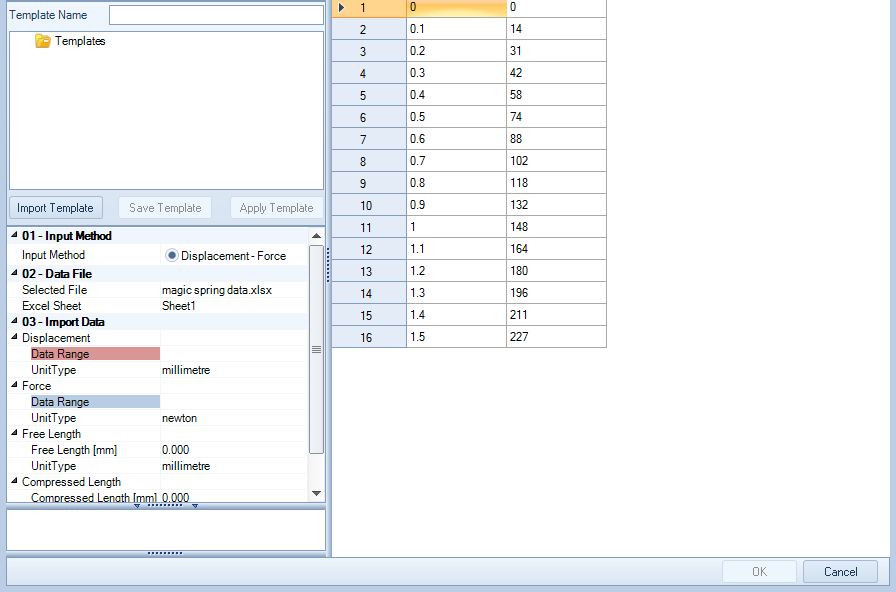 Template Name
Templates
Import Template Save Template Apply Template
01 - Input Method
Input Method Displacement - Force
02 - Data File
Selected File magic spring data.xlsx
Excel Sheet Sheet1
03 - Import Data
Displacement
Data Range
UnitType millimetre
Force
Data Range
UnitType newton
Free Length
Free Length [mm] 0.000
UnitType millimetre
Compressed Length
Compressed Length [mm] 0.000
1 0 0
2 0.1 14
3 0.2 31
4 0.3 42
5 0.4 58
6 0.5 74
7 0.6 88
8 0.7 102
9 0.8 118
10 0.9 132
11 1 148
12 1.1 164
13 1.2 180
14 1.3 196
15 1.4 211
16 1.5 227
OK Cancel